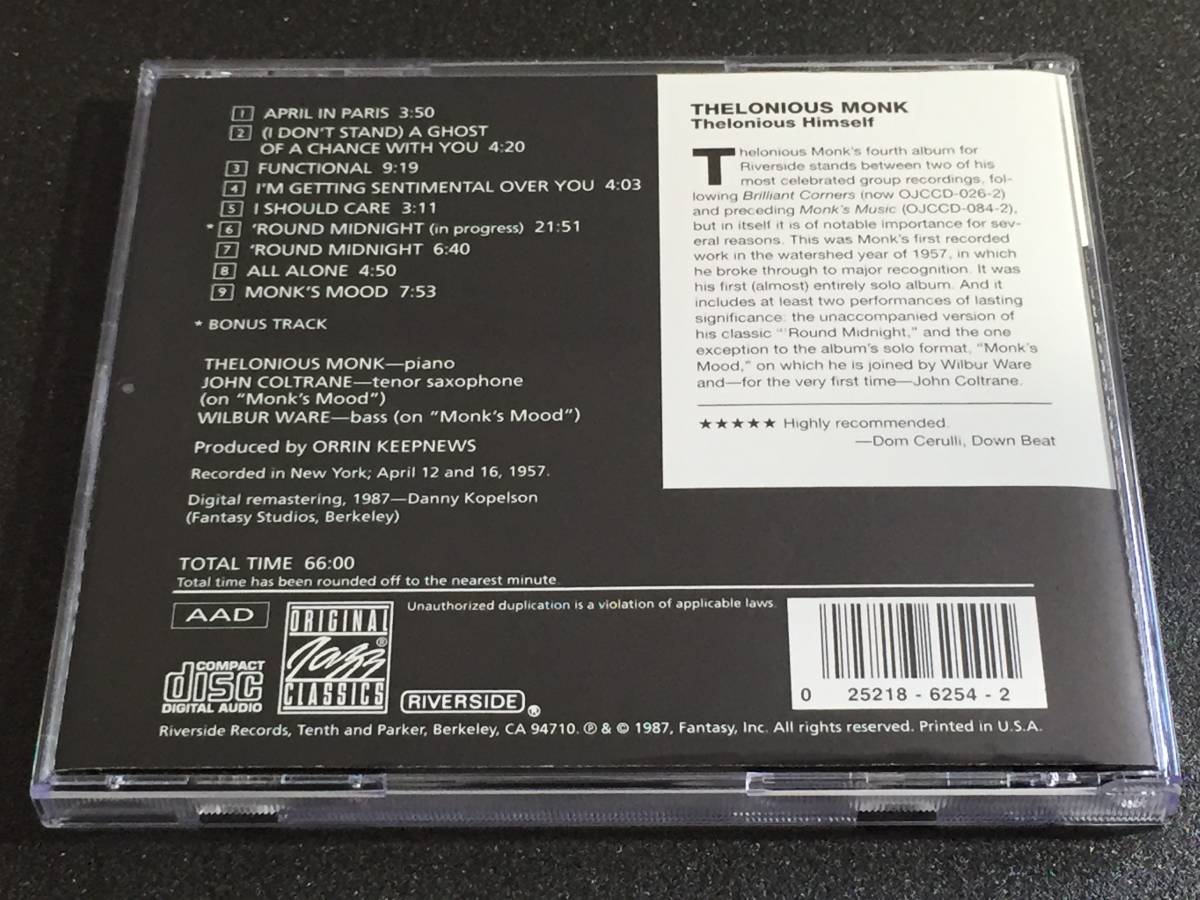 1 APRIL IN PARIS 3:50
2 (I DON'T STAND) A GHOST
OF A CHANCE WITH YOU 4:20
3 FUNCTIONAL 9:19
4 I'M GETTING SENTIMENTAL OVER YOU 4:03
5 I SHOULD CARE 3:11
* 6 'ROUND MIDNIGHT (in progress) 21:51
7 'ROUND MIDNIGHT 6:40
8 ALL ALONE 4:50
9 MONK'S MOOD 7:53
* BONUS TRACK
THELONIOUS MONK—piano
JOHN COLTRANE—tenor saxophone
(on "Monk's Mood")
WILBUR WARE—bass (on "Monk's Mood")
Produced by ORRIN KEEPNEWS
Recorded in New York; April 12 and 16, 1957.
Digital remastering, 1987—Danny Kopelson
(Fantasy Studios, Berkeley)
TOTAL TIME 66:00
Total time has been rounded off to the nearest minute.
THELONIOUS MONK
Thelonious Himself
Thelonious Monk's fourth album for
Riverside stands between two of his
most celebrated group recordings, fol-
lowing Brilliant Corners (now OJCCD-026-2)
and preceding Monk's Music (OJCCD-084-2),
but in itself it is of notable importance for sev-
eral reasons. This was Monk's first recorded
work in the watershed year of 1957, in which
he broke through to major recognition. It was
his first (almost) entirely solo album. And it
includes at least two performances of lasting
significance: the unaccompanied version of
his classic "'Round Midnight," and the one
exception to the album's solo format, "Monk's
Mood," on which he is joined by Wilbur Ware
and—for the very first time—John Coltrane.
★★★★★ Highly recommended.
—Dom Cerulli, Down Beat
AAD
COMPACT
disc
DIGITAL AUDIO
ORIGINAL
Jazz ®
CLASSICS
Unauthorized duplication is a violation of applicable laws.
RIVERSIDE ®
0 25218-6254-2
Riverside Records, Tenth and Parker, Berkeley, CA 94710. ℗ & © 1987, Fantasy, Inc. All rights reserved. Printed in U.S.A.